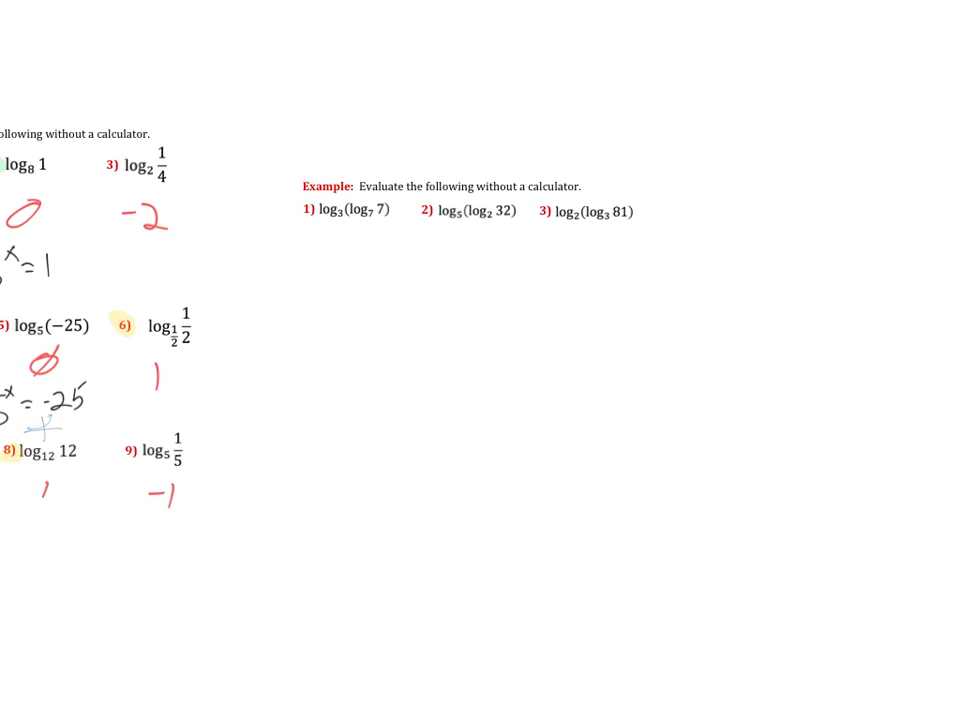 ollowing without a calculator.
log₈ 1
3) log₂ 1/4
0
-2
x = 1
5) log₅(−25)
6) log_{1/2} 1/2
∅
1
x = -25
+
8) log₁₂ 12
9) log₅ 1/5
1
-1
Example: Evaluate the following without a calculator.
1) log₃(log₇ 7) 2) log₅(log₂ 32) 3) log₂(log₃ 81)